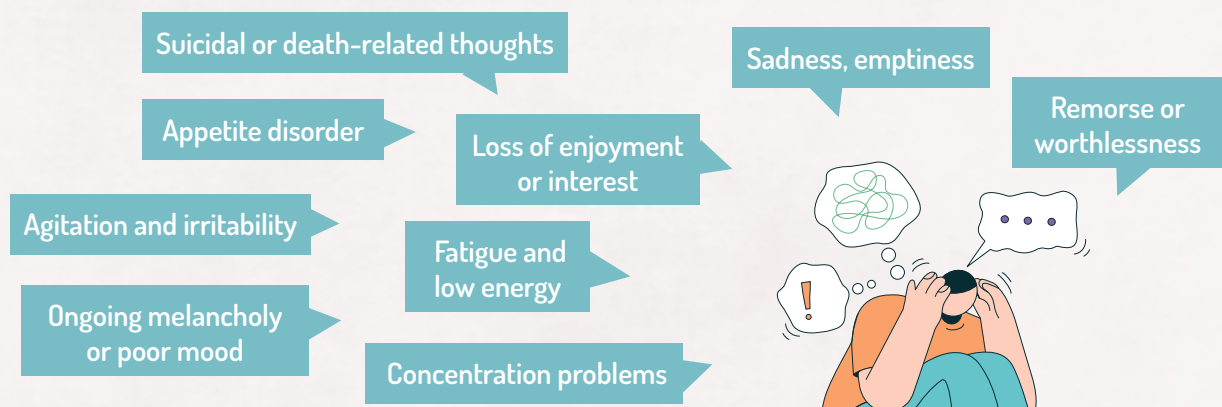 Suicidal or death-related thoughts
Sadness, emptiness
Remorse or
worthlessness
Appetite disorder
Loss of enjoyment
or interest
Agitation and irritability
Fatigue and
low energy
Ongoing melancholy
or poor mood
Concentration problems
!